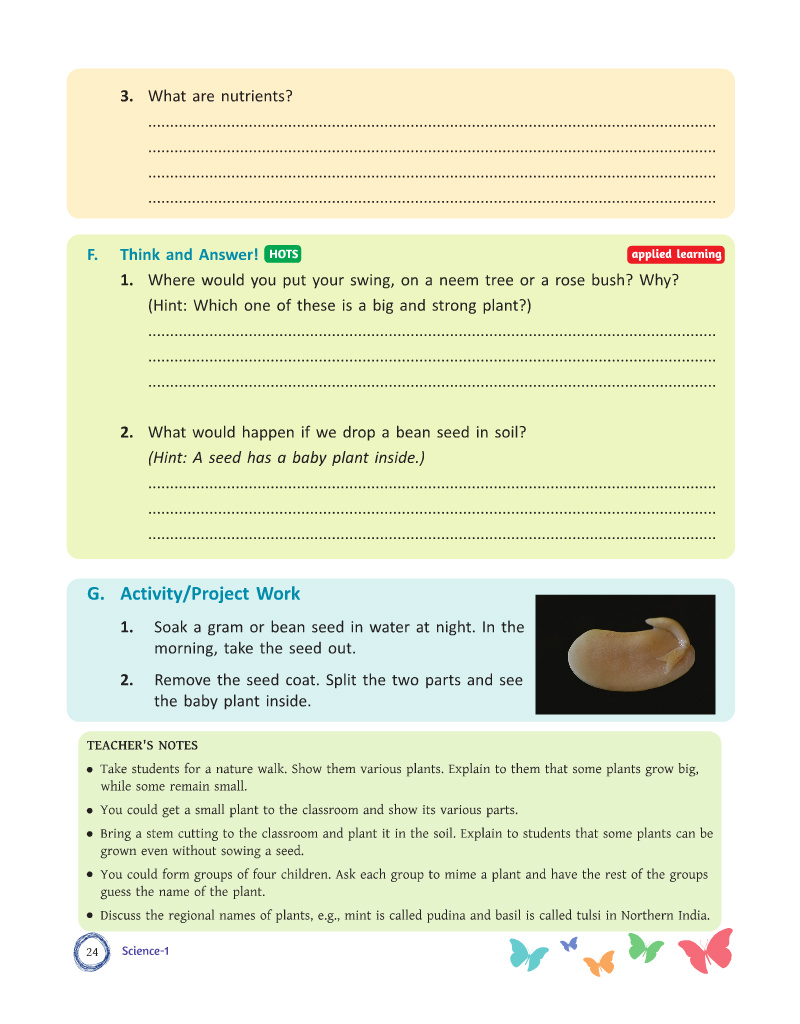 3. What are nutrients?
................................................................................................................................
................................................................................................................................
................................................................................................................................
................................................................................................................................
F. Think and Answer! HOTS applied learning
1. Where would you put your swing, on a neem tree or a rose bush? Why?
(Hint: Which one of these is a big and strong plant?)
................................................................................................................................
................................................................................................................................
................................................................................................................................
2. What would happen if we drop a bean seed in soil?
(Hint: A seed has a baby plant inside.)
................................................................................................................................
................................................................................................................................
................................................................................................................................
G. Activity/Project Work
1. Soak a gram or bean seed in water at night. In the
morning, take the seed out.
2. Remove the seed coat. Split the two parts and see
the baby plant inside.
TEACHER'S NOTES
• Take students for a nature walk. Show them various plants. Explain to them that some plants grow big,
while some remain small.
• You could get a small plant to the classroom and show its various parts.
• Bring a stem cutting to the classroom and plant it in the soil. Explain to students that some plants can be
grown even without sowing a seed.
• You could form groups of four children. Ask each group to mime a plant and have the rest of the groups
guess the name of the plant.
• Discuss the regional names of plants, e.g., mint is called pudina and basil is called tulsi in Northern India.
24 Science-1